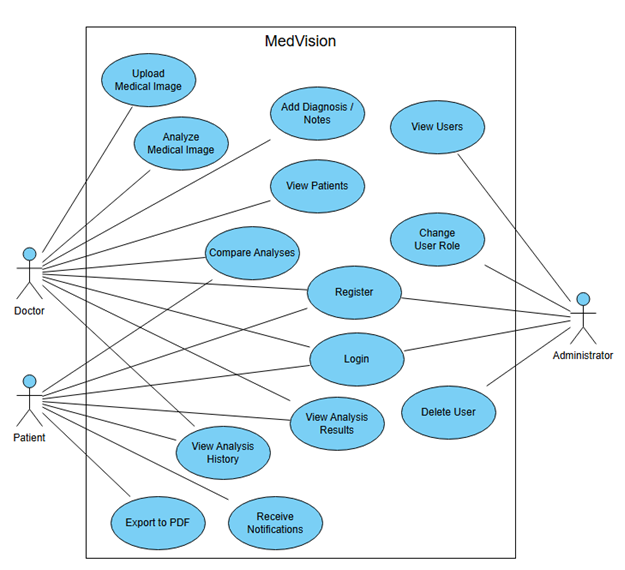 MedVision
Upload
Medical Image
Add Diagnosis /
Notes
View Users
Analyze
Medical Image
View Patients
Change
User Role
Compare Analyses
Register
Doctor
Login
Administrator
Patient
View Analysis
Results
Delete User
View Analysis
History
Export to PDF
Receive
Notifications